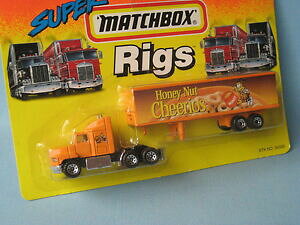 SUPER
MATCHBOX
Rigs
Honey Nut
Cheerios